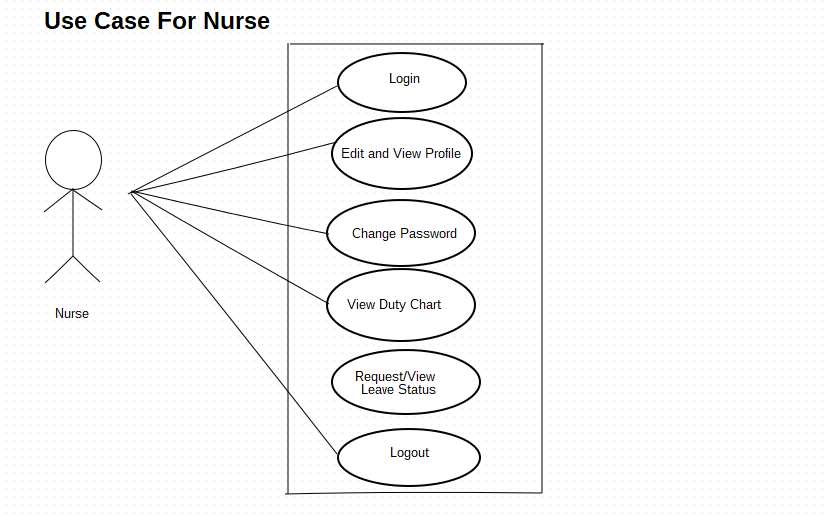 Use Case For Nurse
Login
Edit and View Profile
Change Password
View Duty Chart
Nurse
Request/View
Leave Status
Logout